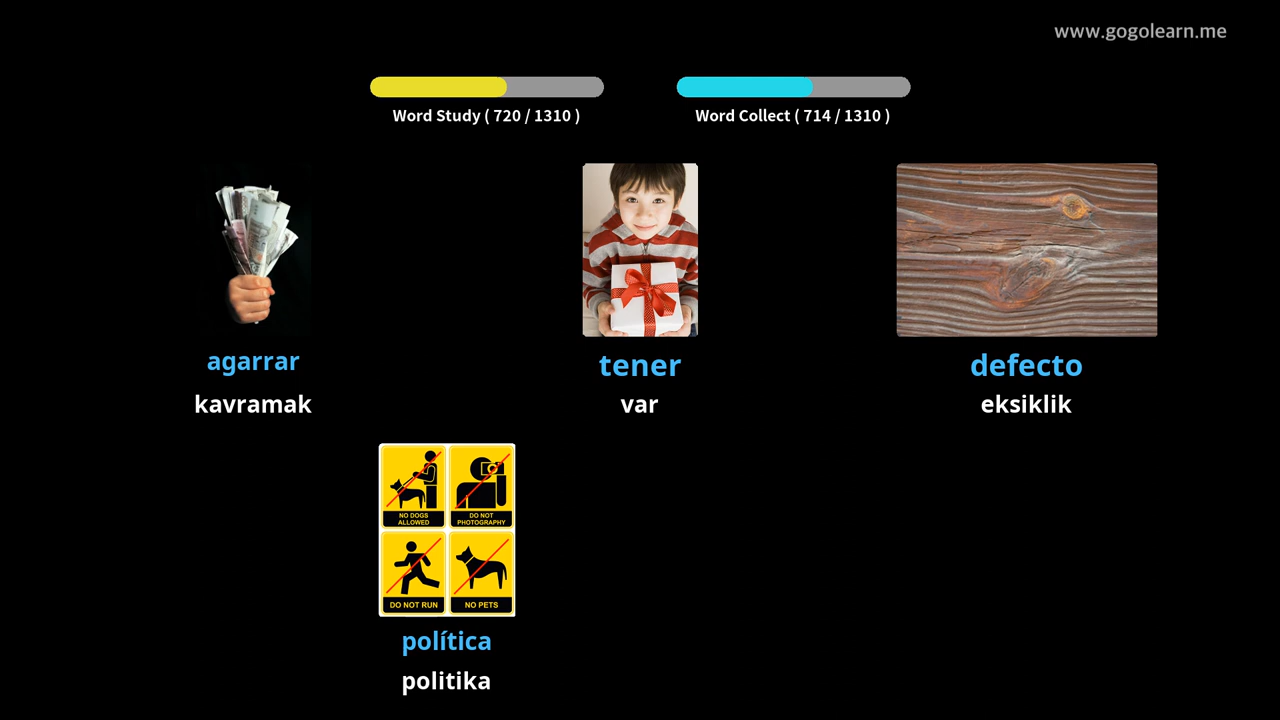 www.gogolearn.me
Word Study ( 720 / 1310 )
Word Collect ( 714 / 1310 )
agarrar
kavramak
tener
var
defecto
eksiklik
NO DOGS
ALLOWED
DO NOT
PHOTOGRAPHY
DO NOT RUN
NO PETS
política
politika